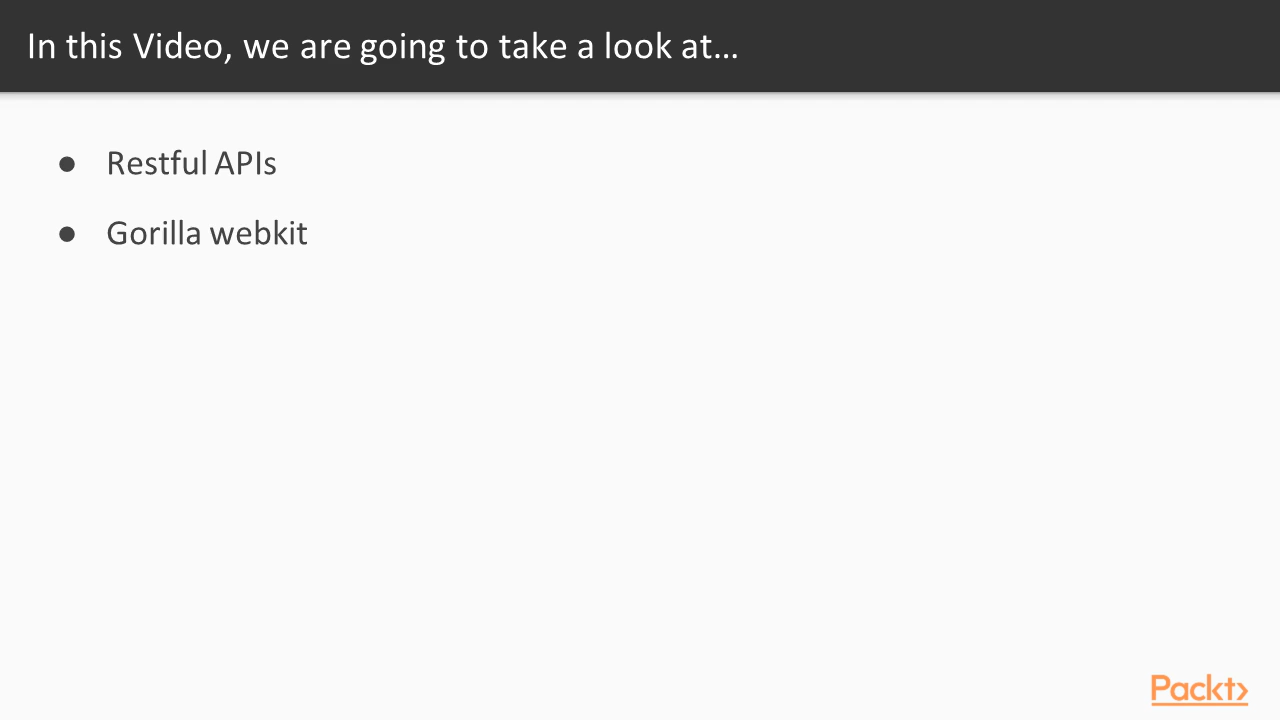 In this Video, we are going to take a look at…
● Restful APIs
● Gorilla webkit
Packt>